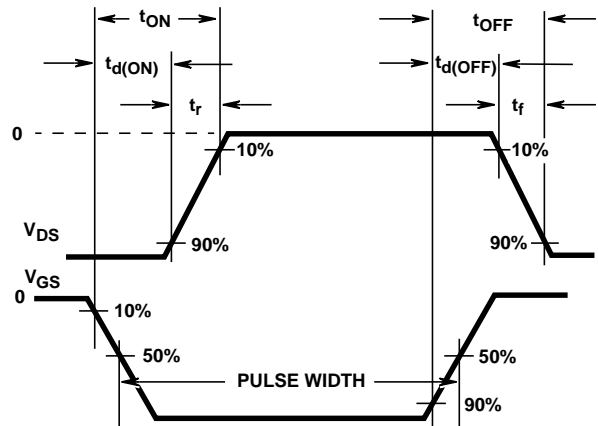 tON tOFF
td(ON) td(OFF)
tr tf
0
10% 10%
VDS 90% 90%
VGS
0
10%
50% PULSE WIDTH 50%
90%